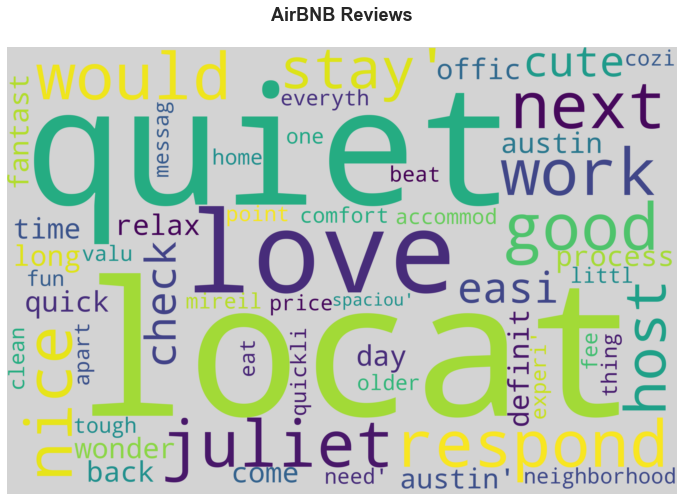 AirBNB Reviews
would
stay'
offic
cute
cozi
fantast
quiet
messag
everyth
one
home
beat
next
austin
work
time
long
valu
relax
love
point
comfort
accommod
good
process
fun
quick
check
mireil
price
spaciou'
easi
littl
host
clean
nice
apart
locat
eat
quickli
day
older
definit
experi'
fee
thing
tough
wonder
back
juliet
come
need'
respond
austin'
neighborhood